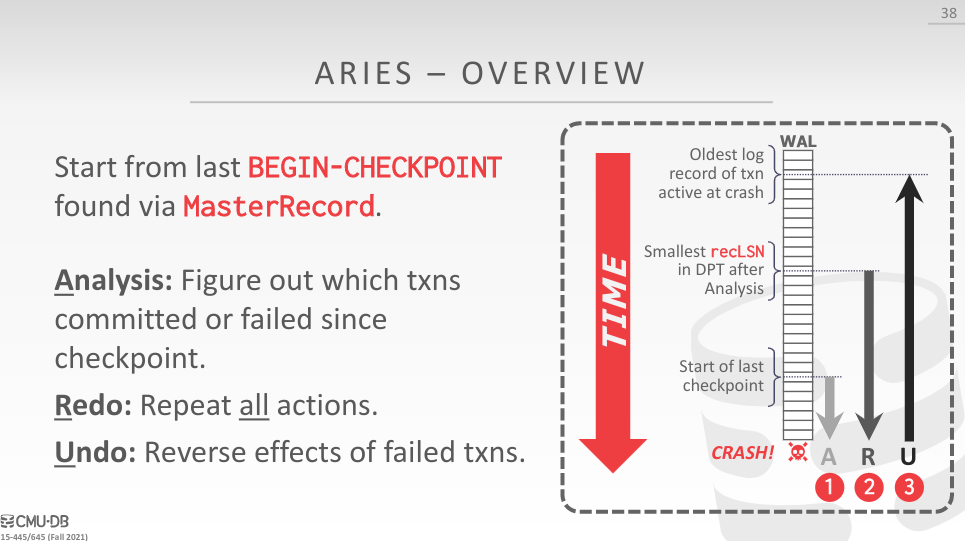 38
ARIES – OVERVIEW
Start from last BEGIN-CHECKPOINT
found via MasterRecord.
Analysis: Figure out which txns
committed or failed since
checkpoint.
Redo: Repeat all actions.
Undo: Reverse effects of failed txns.
WAL
Oldest log
record of txn
active at crash
Smallest recLSN
in DPT after
Analysis
Start of last
checkpoint
TIME
CRASH!
A R U
1 2 3
CMU·DB
15-445/645 (Fall 2021)